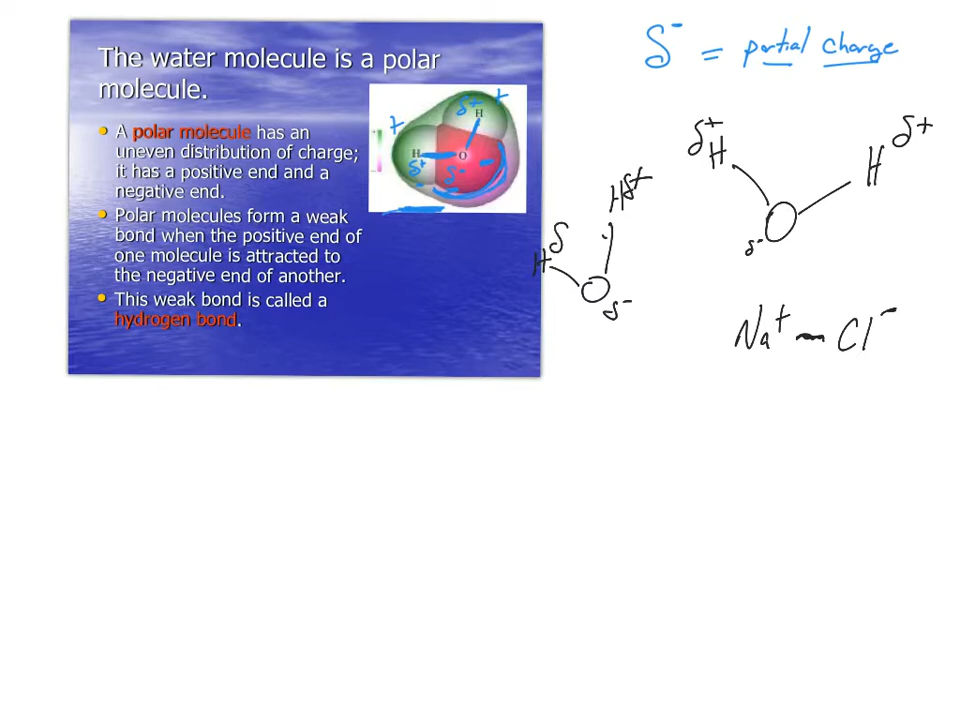 The water molecule is a polar
molecule.
• A polar molecule has an
uneven distribution of charge;
it has a positive end and a
negative end.
• Polar molecules form a weak
bond when the positive end of
one molecule is attracted to
the negative end of another.
• This weak bond is called a
hydrogen bond.
+
δ+
+
H
H
O
δ+
δ-
-
-
δ- = partial charge
δ+
H
H
δ+
O
δ-
H δ+
δ
H
O
δ-
Na+ – Cl-